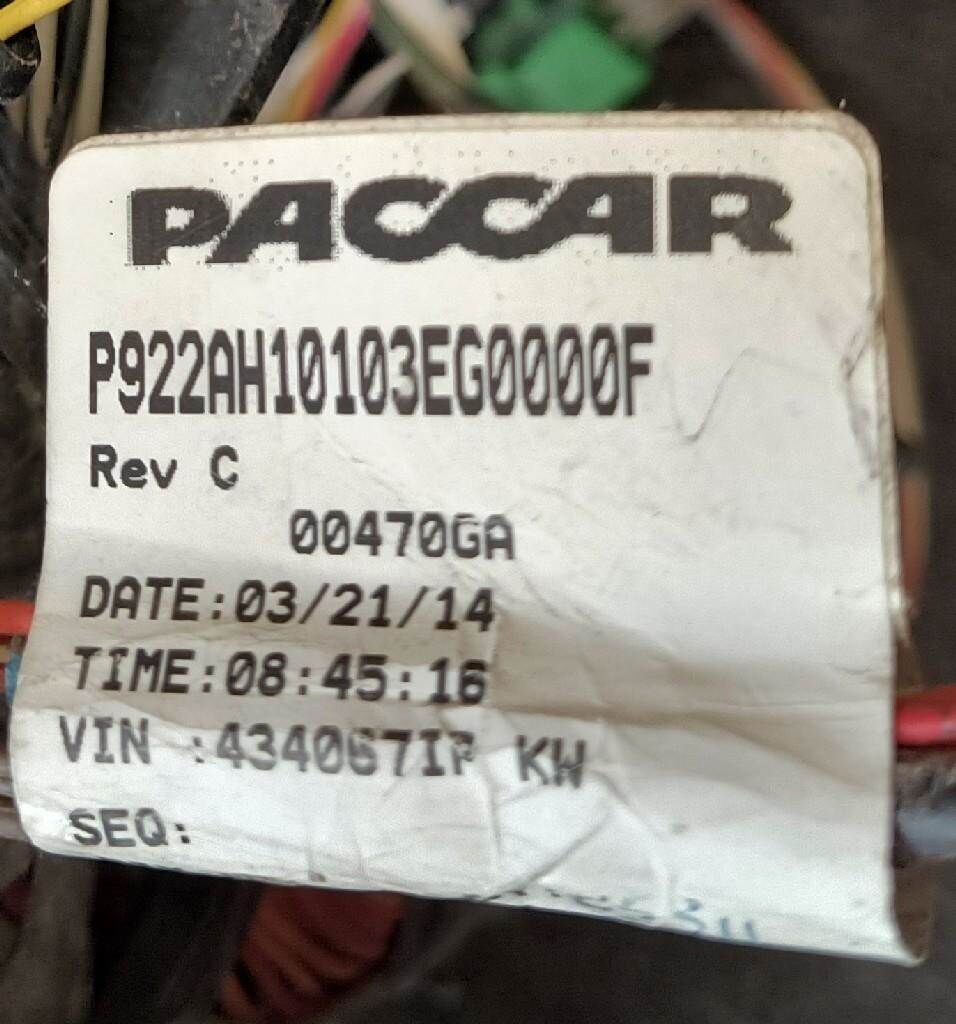 PACCAR
P922AH10103EG0000F
Rev C
00470GA
DATE:03/21/14
TIME:08:45:16
VIN : KW
SEQ: